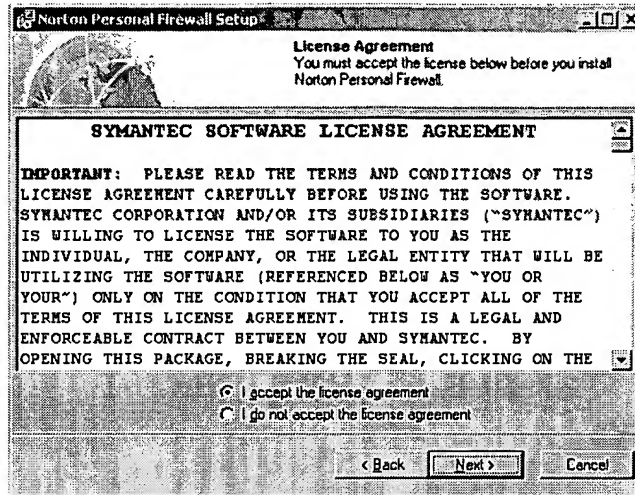 Norton Personal Firewall Setup
License Agreement
You must accept the license below before you install
Norton Personal Firewall.
SYMANTEC SOFTWARE LICENSE AGREEMENT
IMPORTANT: PLEASE READ THE TERMS AND CONDITIONS OF THIS
LICENSE AGREEMENT CAREFULLY BEFORE USING THE SOFTWARE.
SYMANTEC CORPORATION AND/OR ITS SUBSIDIARIES ("SYMANTEC")
IS WILLING TO LICENSE THE SOFTWARE TO YOU AS THE
INDIVIDUAL, THE COMPANY, OR THE LEGAL ENTITY THAT WILL BE
UTILIZING THE SOFTWARE (REFERENCED BELOW AS "YOU OR
YOUR") ONLY ON THE CONDITION THAT YOU ACCEPT ALL OF THE
TERMS OF THIS LICENSE AGREEMENT. THIS IS A LEGAL AND
ENFORCEABLE CONTRACT BETWEEN YOU AND SYMANTEC. BY
OPENING THIS PACKAGE, BREAKING THE SEAL, CLICKING ON THE
I accept the license agreement
I do not accept the license agreement
< Back Next > Cancel